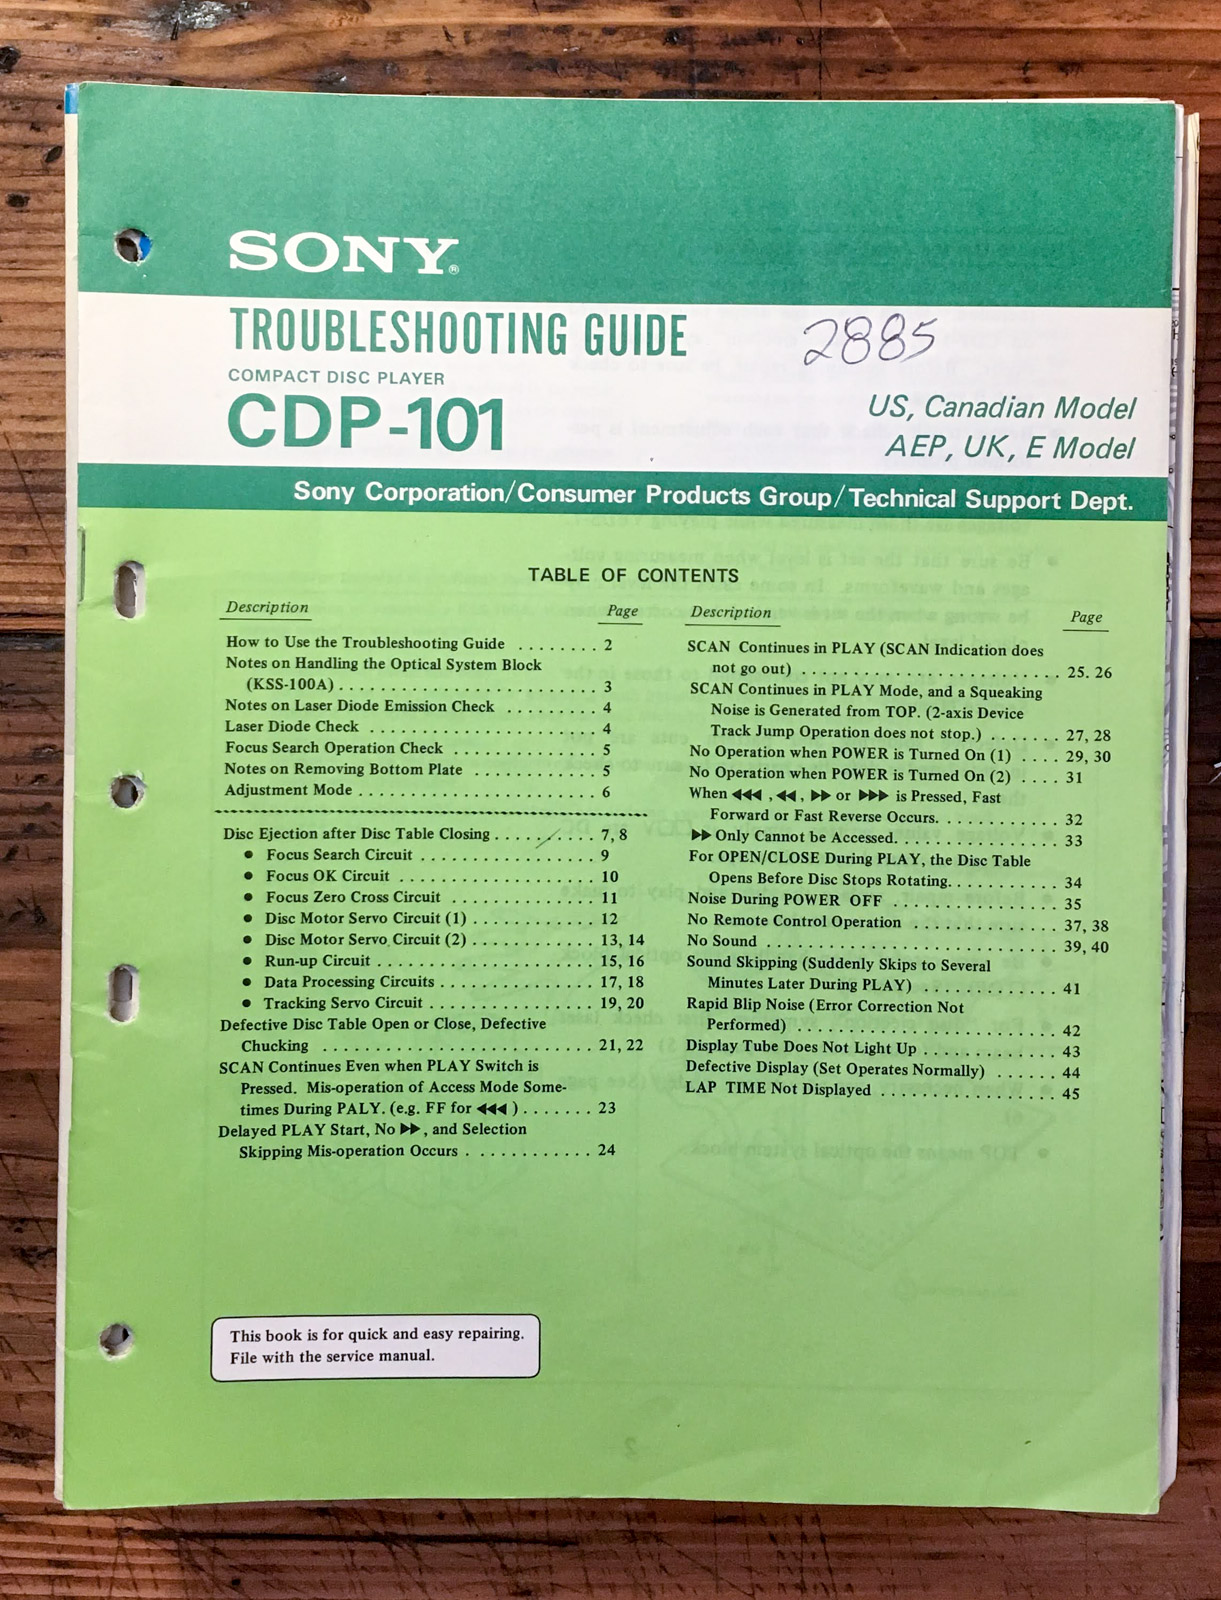 SONY®
TROUBLESHOOTING GUIDE
2885
COMPACT DISC PLAYER
CDP-101
US, Canadian Model
AEP, UK, E Model
Sony Corporation/Consumer Products Group/Technical Support Dept.
TABLE OF CONTENTS
Description Page
How to Use the Troubleshooting Guide ........ 2
Notes on Handling the Optical System Block
(KSS-100A) ......................... 3
Notes on Laser Diode Emission Check ......... 4
Laser Diode Check ...................... 4
Focus Search Operation Check .............. 5
Notes on Removing Bottom Plate ............ 5
Adjustment Mode ........................ 6
Disc Ejection after Disc Table Closing .......... 7, 8
● Focus Search Circuit .................. 9
● Focus OK Circuit .................... 10
● Focus Zero Cross Circuit ............... 11
● Disc Motor Servo Circuit (1) ............ 12
● Disc Motor Servo Circuit (2) ............ 13, 14
● Run-up Circuit ...................... 15, 16
● Data Processing Circuits ................ 17, 18
● Tracking Servo Circuit ................. 19, 20
Defective Disc Table Open or Close, Defective
Chucking ........................... 21, 22
SCAN Continues Even when PLAY Switch is
Pressed. Mis-operation of Access Mode Some-
times During PALY. (e.g. FF for ◀◀◀ ) ....... 23
Delayed PLAY Start, No ▶▶ , and Selection
Skipping Mis-operation Occurs ............ 24
Description Page
SCAN Continues in PLAY (SCAN Indication does
not go out) .......................... 25. 26
SCAN Continues in PLAY Mode, and a Squeaking
Noise is Generated from TOP. (2-axis Device
Track Jump Operation does not stop.) ....... 27, 28
No Operation when POWER is Turned On (1) .... 29, 30
No Operation when POWER is Turned On (2) .... 31
When ◀◀◀ , ◀◀ , ▶▶ or ▶▶▶ is Pressed, Fast
Forward or Fast Reverse Occurs. ............ 32
▶▶ Only Cannot be Accessed. ................ 33
For OPEN/CLOSE During PLAY, the Disc Table
Opens Before Disc Stops Rotating. ........... 34
Noise During POWER OFF ................ 35
No Remote Control Operation .............. 37, 38
No Sound ............................. 39, 40
Sound Skipping (Suddenly Skips to Several
Minutes Later During PLAY) ............. 41
Rapid Blip Noise (Error Correction Not
Performed) .......................... 42
Display Tube Does Not Light Up ............. 43
Defective Display (Set Operates Normally) ...... 44
LAP TIME Not Displayed ................. 45
This book is for quick and easy repairing.
File with the service manual.